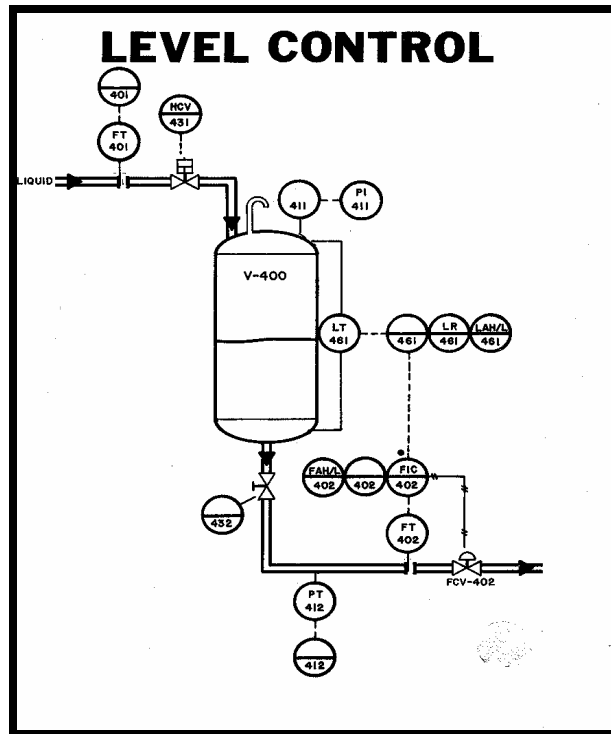 LEVEL CONTROL
401
FT
401
HCV
431
LIQUID
411
PI
411
V-400
LT
461
461
LR
461
LAH/L
461
FAH/L
402
402
FIC
402
432
FT
402
FCV-402
PT
412
412